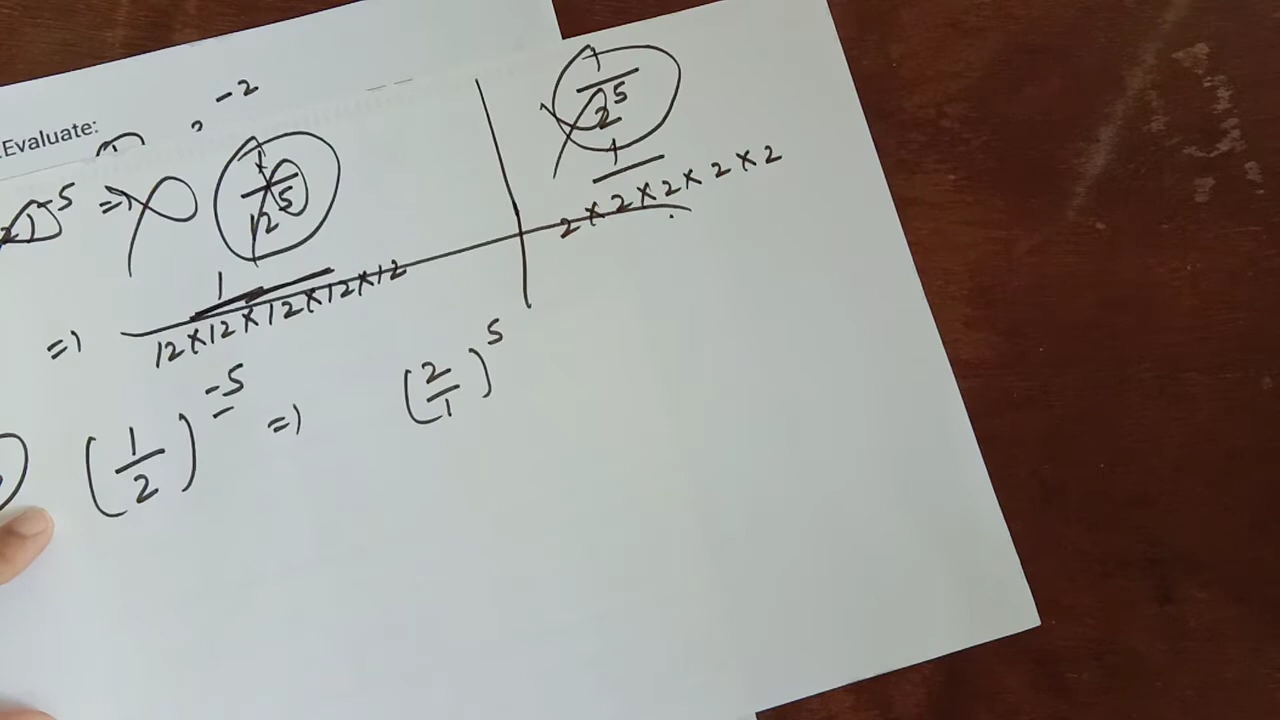 .Evaluate:
, -2
2)^-5 => 1/12^5
1/2^5
1/2×2×2×2×2
=> 1/12×12×12×12×12
(1/2)^-5 => (2/1)^5